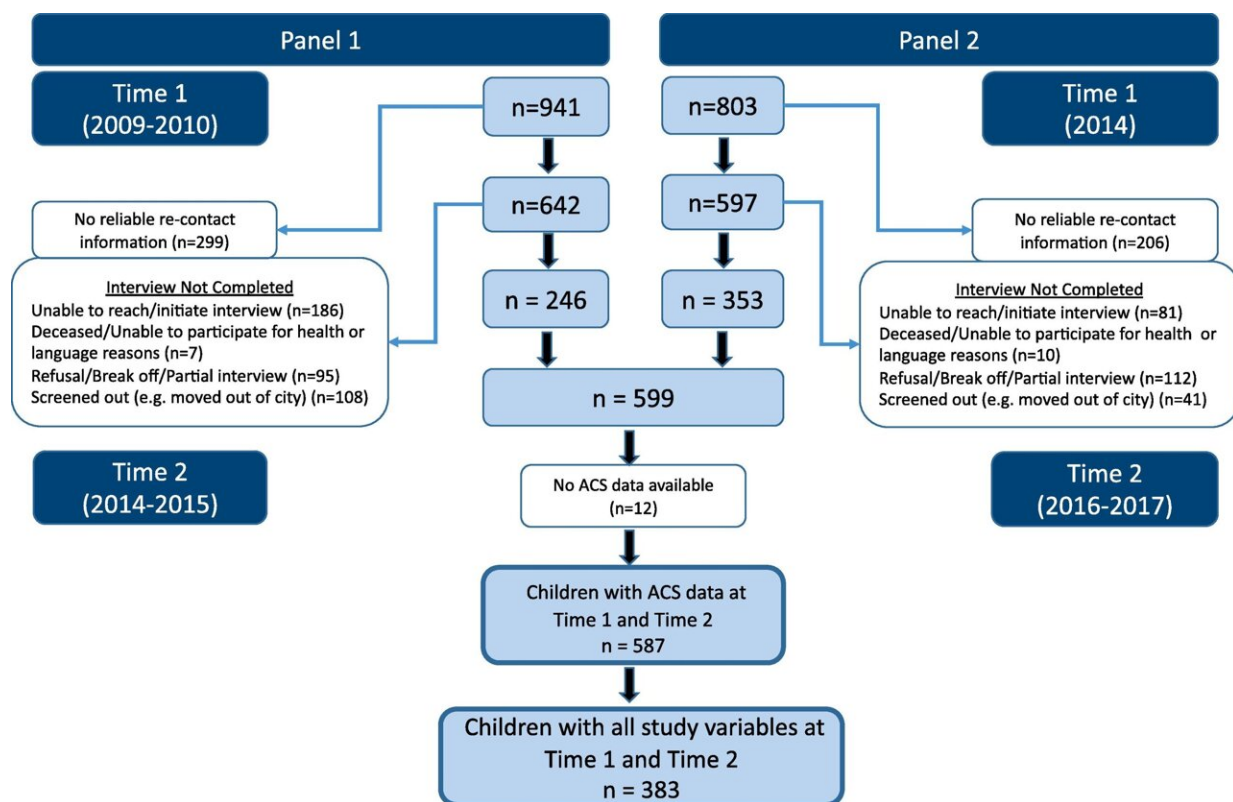 Panel 1
Panel 2
Time 1
(2009-2010)
n=941
n=803
Time 1
(2014)
n=642
n=597
No reliable re-contact
information (n=299)
No reliable re-contact
information (n=206)
Interview Not Completed
Unable to reach/initiate interview (n=186)
Deceased/Unable to participate for health or
language reasons (n=7)
Refusal/Break off/Partial interview (n=95)
Screened out (e.g. moved out of city) (n=108)
n = 246
n = 353
Interview Not Completed
Unable to reach/initiate interview (n=81)
Deceased/Unable to participate for health or
language reasons (n=10)
Refusal/Break off/Partial interview (n=112)
Screened out (e.g. moved out of city) (n=41)
n = 599
Time 2
(2014-2015)
No ACS data available
(n=12)
Time 2
(2016-2017)
Children with ACS data at
Time 1 and Time 2
n = 587
Children with all study variables at
Time 1 and Time 2
n = 383